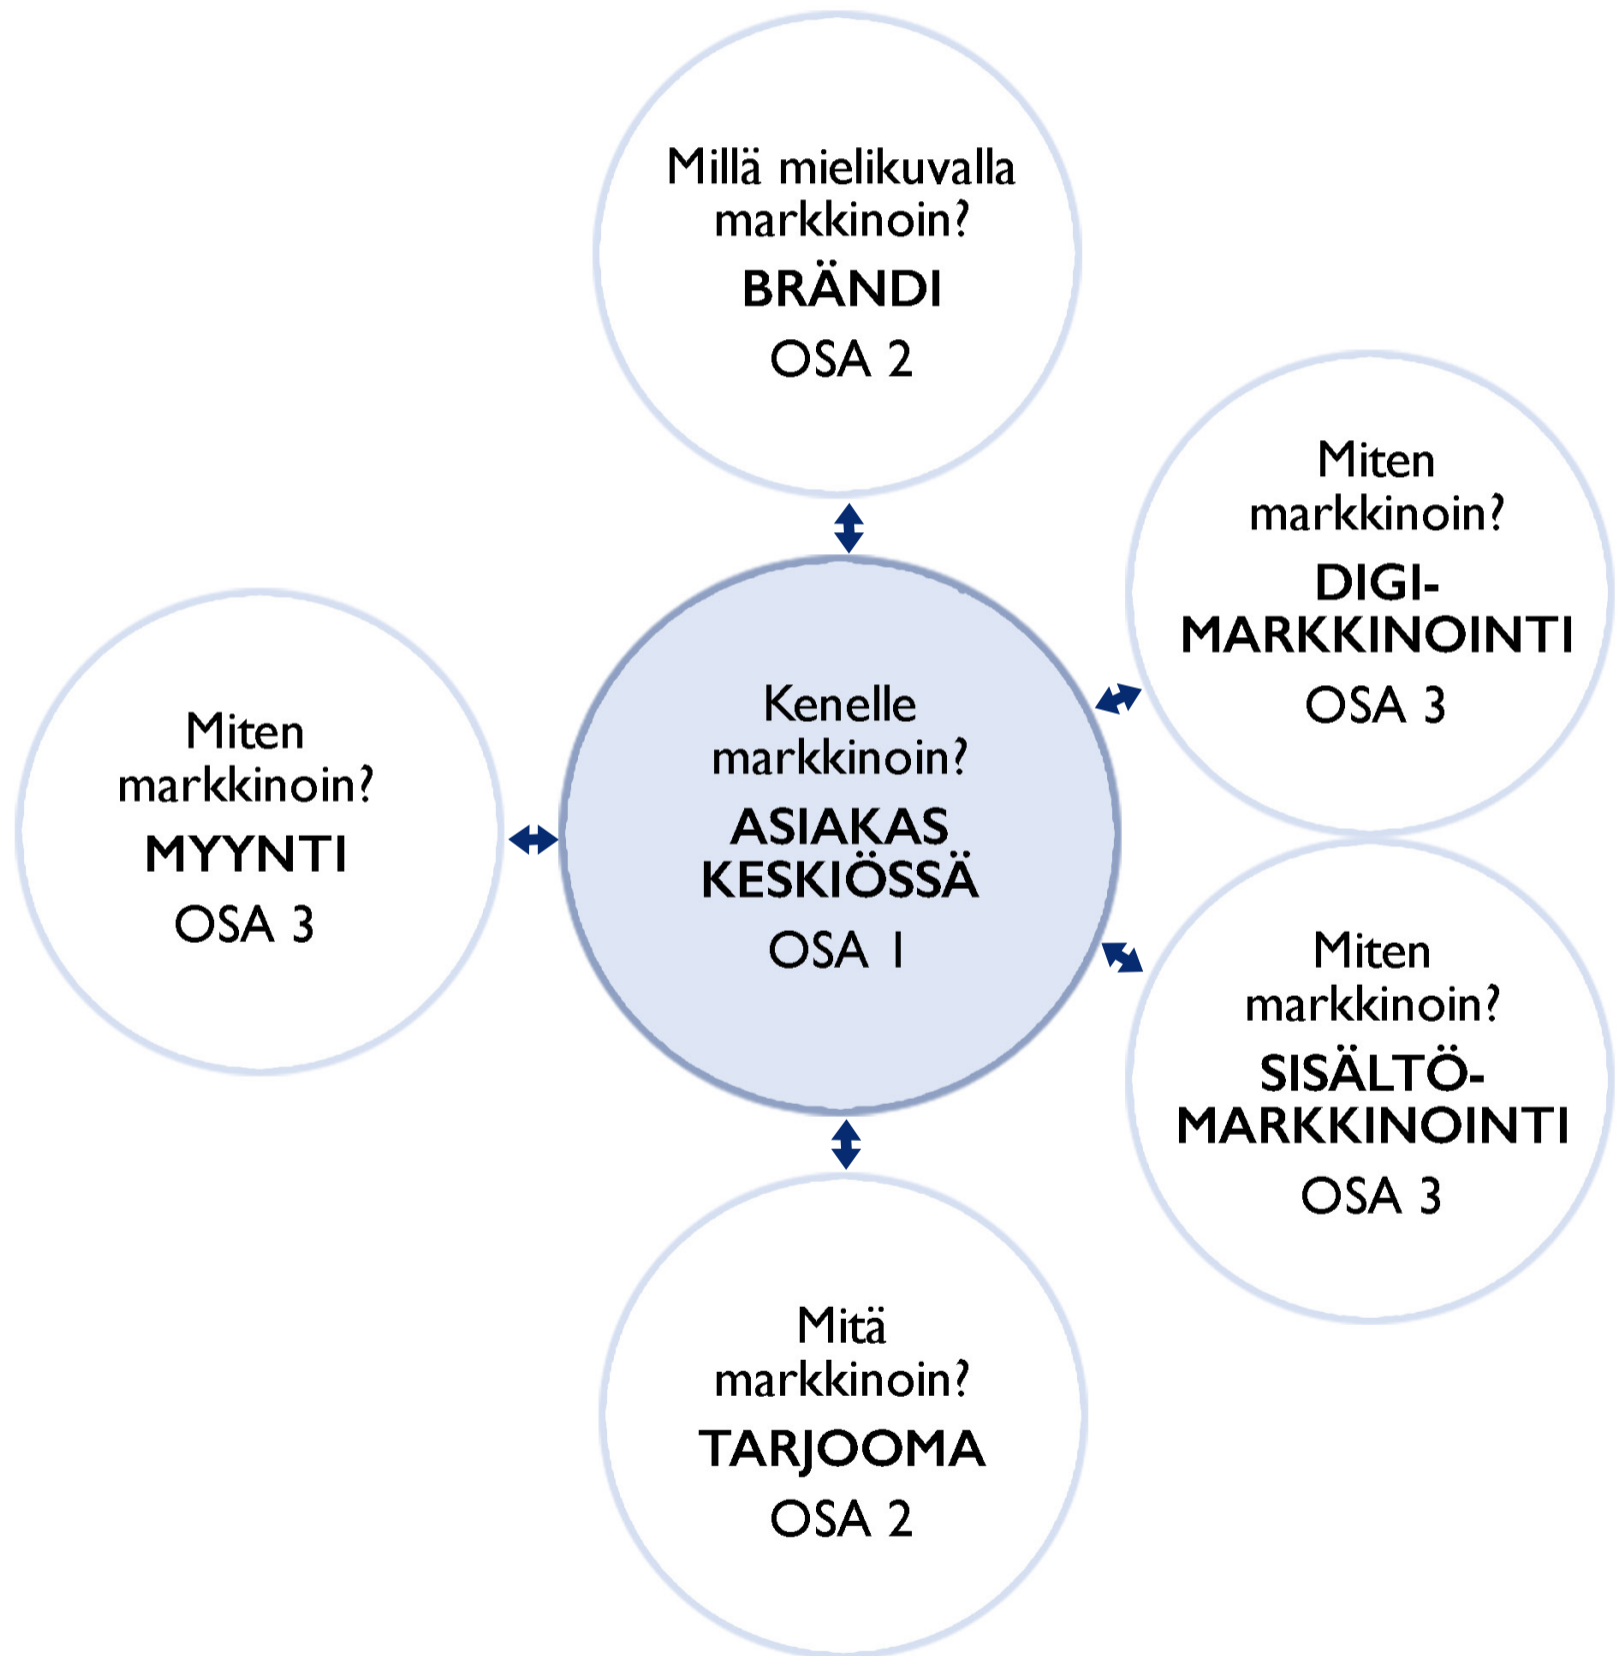 Millä mielikuvalla
markkinoin?
BRÄNDI
OSA 2
Miten
markkinoin?
DIGI-
MARKKINOINTI
OSA 3
Miten
markkinoin?
MYYNTI
OSA 3
Kenelle
markkinoin?
ASIAKAS
KESKIÖSSÄ
OSA 1
Miten
markkinoin?
SISÄLTÖ-
MARKKINOINTI
OSA 3
Mitä
markkinoin?
TARJOOMA
OSA 2